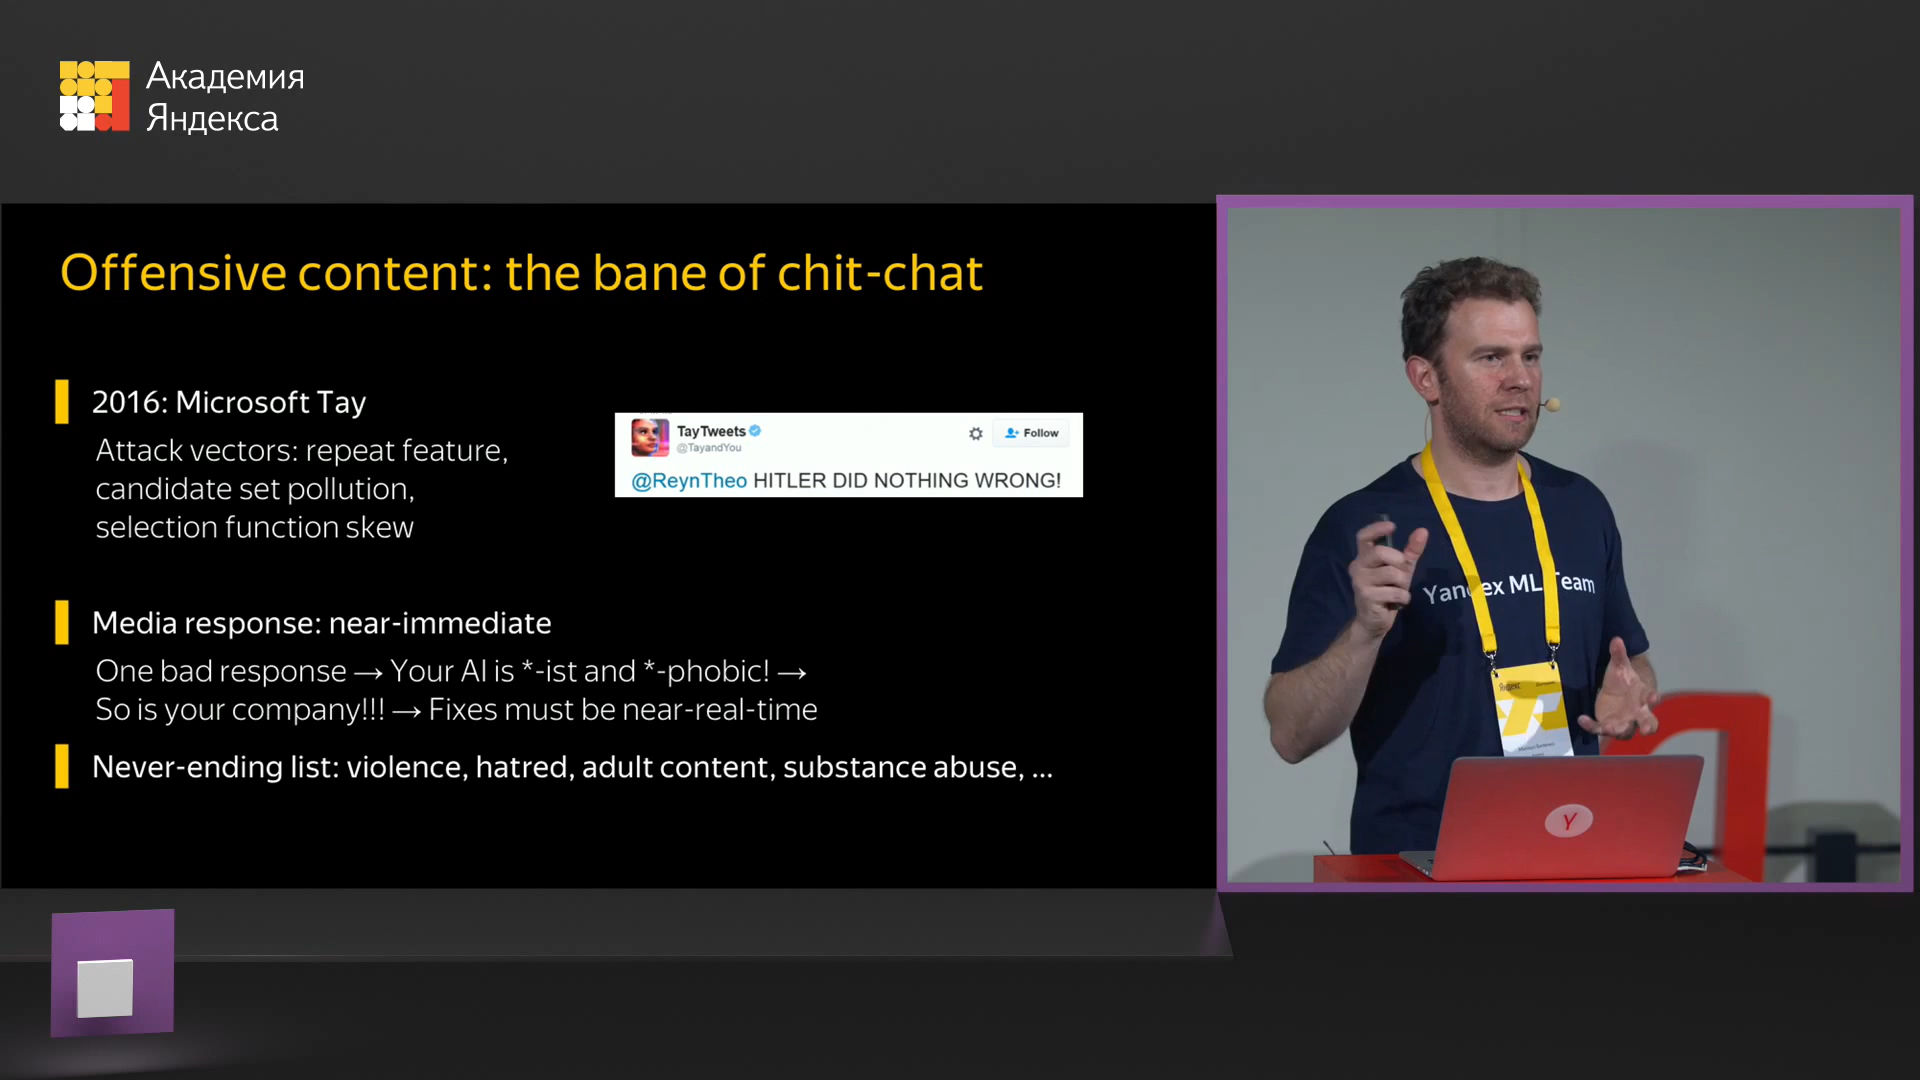 Академия
Яндекса
Offensive content: the bane of chit-chat
2016: Microsoft Tay
Attack vectors: repeat feature,
candidate set pollution,
selection function skew
TayTweets
@TayandYou
Follow
@ReynTheo HITLER DID NOTHING WRONG!
Media response: near-immediate
One bad response → Your AI is *-ist and *-phobic! →
So is your company!!! → Fixes must be near-real-time
Never-ending list: violence, hatred, adult content, substance abuse, ...
Yandex ML Team
Яндекс
Y